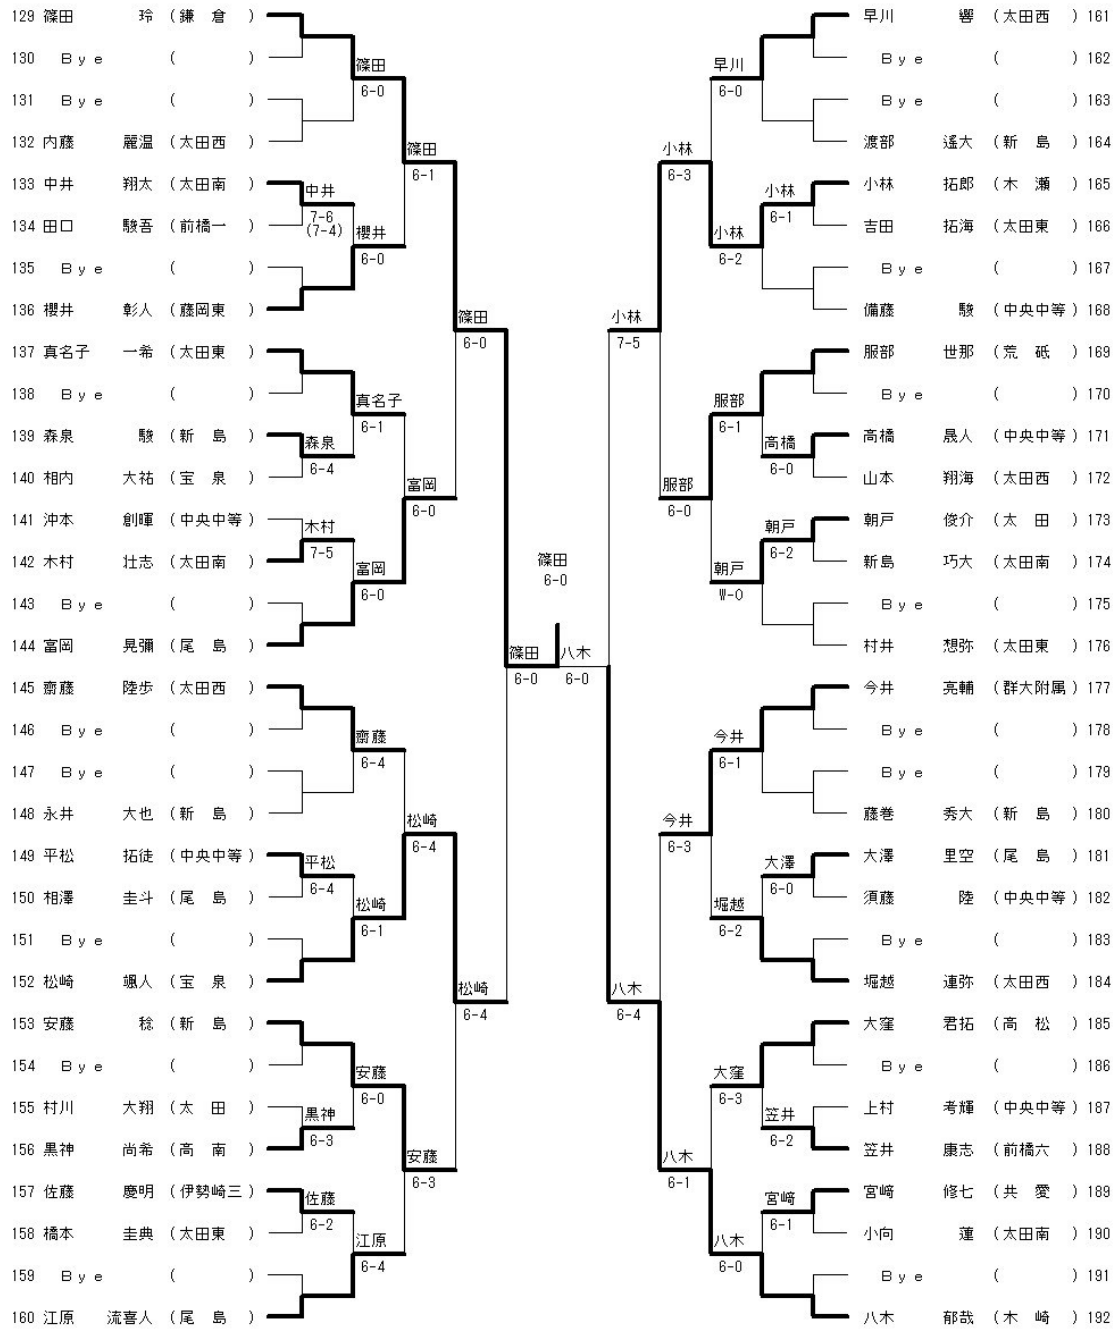 129 篠田 玲 (鎌 倉) 早川 響 (太田西) 161
130 Bye ( ) Bye ( ) 162
篠田 早川
6-0 6-0
131 Bye ( ) Bye ( ) 163
132 内藤 麗温 (太田西) 渡部 遙大 (新 島) 164
篠田 小林
6-1 6-3
133 中井 翔太 (太田南) 中井 小林 小林 拓郎 (木 瀬) 165
7-6 6-1
134 田口 駿吾 (前橋一) (7-4) 櫻井 小林 吉田 拓海 (太田東) 166
6-0 6-2
135 Bye ( ) Bye ( ) 167
136 櫻井 彰人 (藤岡東) 備藤 駿 (中央中等) 168
篠田 小林
6-0 7-5
137 真名子 一希 (太田東) 服部 世那 (荒 砥) 169
138 Bye ( ) Bye ( ) 170
真名子 服部
6-1 6-1
139 森泉 駿 (新 島) 森泉 高橋 高橋 晟人 (中央中等) 171
6-4 6-0
140 相内 大祐 (宝 泉) 山本 翔海 (太田西) 172
富岡 服部
6-0 6-0
141 沖本 創暉 (中央中等) 木村 朝戸 朝戸 俊介 (太 田) 173
7-5 6-2
142 木村 壮志 (太田南) 新島 巧大 (太田南) 174
富岡 篠田 朝戸
6-0 6-0 W-O
143 Bye ( ) Bye ( ) 175
144 富岡 晃彌 (尾 島) 村井 想弥 (太田東) 176
篠田 八木
6-0 6-0
145 齋藤 陸歩 (太田西) 今井 亮輔 (群大附属) 177
146 Bye ( ) Bye ( ) 178
齋藤 今井
6-4 6-1
147 Bye ( ) Bye ( ) 179
148 永井 大也 (新 島) 藤巻 秀大 (新 島) 180
松崎 今井
6-4 6-3
149 平松 拓徒 (中央中等) 平松 大澤 大澤 里空 (尾 島) 181
6-4 6-0
150 相澤 圭斗 (尾 島) 須藤 陸 (中央中等) 182
松崎 堀越
6-1 6-2
151 Bye ( ) Bye ( ) 183
152 松崎 颯人 (宝 泉) 堀越 連弥 (太田西) 184
松崎 八木
6-4 6-4
153 安藤 稔 (新 島) 大窪 君拓 (高 松) 185
154 Bye ( ) Bye ( ) 186
安藤 大窪
6-0 6-3
155 村川 大翔 (太 田) 黒神 笠井 上村 考輝 (中央中等) 187
6-3 6-2
156 黒神 尚希 (高 南) 笠井 康志 (前橋六) 188
安藤 八木
6-3 6-1
157 佐藤 慶明 (伊勢崎三) 佐藤 宮﨑 宮﨑 修七 (共 愛) 189
6-2 6-1
158 橋本 圭典 (太田東) 小向 蓮 (太田南) 190
江原 八木
6-4 6-0
159 Bye ( ) Bye ( ) 191
160 江原 流喜人 (尾 島) 八木 郁哉 (木 崎) 192